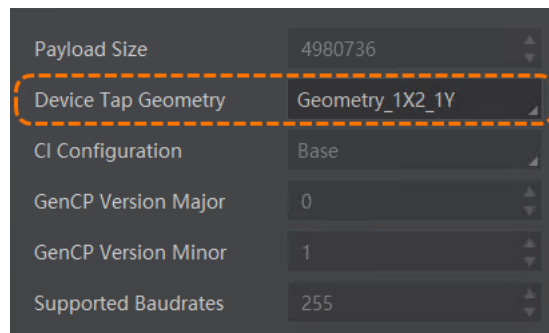 Payload Size 4980736
Device Tap Geometry Geometry_1X2_1Y
Cl Configuration Base
GenCP Version Major 0
GenCP Version Minor 1
Supported Baudrates 255